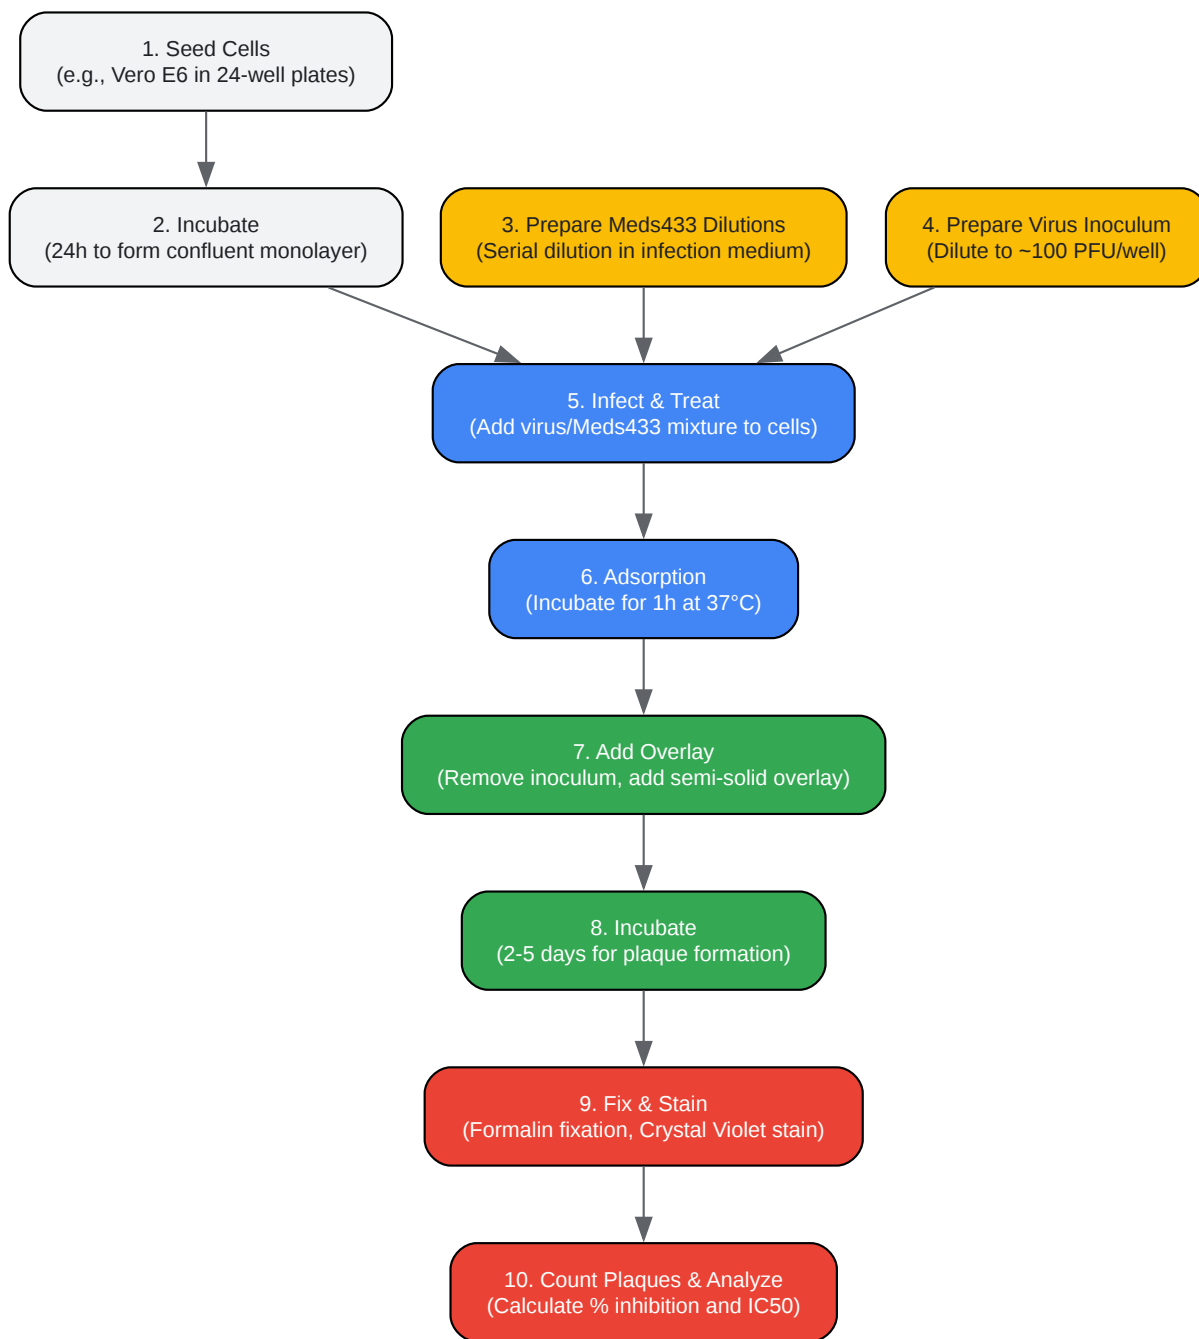 1. Seed Cells
(e.g., Vero E6 in 24-well plates)
2. Incubate
(24h to form confluent monolayer)
3. Prepare Meds433 Dilutions
(Serial dilution in infection medium)
4. Prepare Virus Inoculum
(Dilute to ~100 PFU/well)
5. Infect & Treat
(Add virus/Meds433 mixture to cells)
6. Adsorption
(Incubate for 1h at 37°C)
7. Add Overlay
(Remove inoculum, add semi-solid overlay)
8. Incubate
(2-5 days for plaque formation)
9. Fix & Stain
(Formalin fixation, Crystal Violet stain)
10. Count Plaques & Analyze
(Calculate % inhibition and IC50)